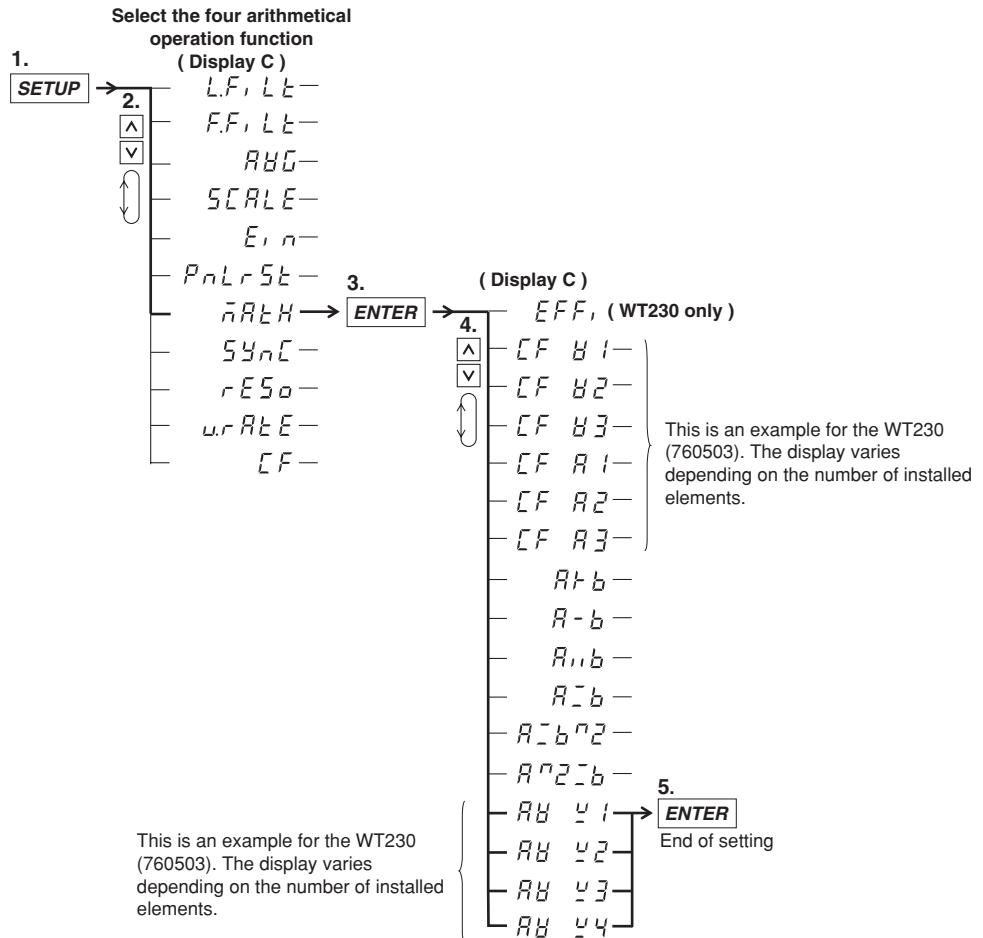 Select the four arithmetical
operation function
( Display C )
1.
SETUP
2.
L.FiLt
F.FiLt
AVG
SCALE
Ein
PnLrSt
MAtH
SYnC
rESo
u.rAtE
CF
3.
ENTER
( Display C )
4.
EFFi ( WT230 only )
CF V1
CF V2
CF V3
CF A1
CF A2
CF A3
This is an example for the WT230
(760503). The display varies
depending on the number of installed
elements.
A+b
A-b
AV W1
AV W2
AV W3
AV W4
This is an example for the WT230
(760503). The display varies
depending on the number of installed
elements.
5.
ENTER
End of setting